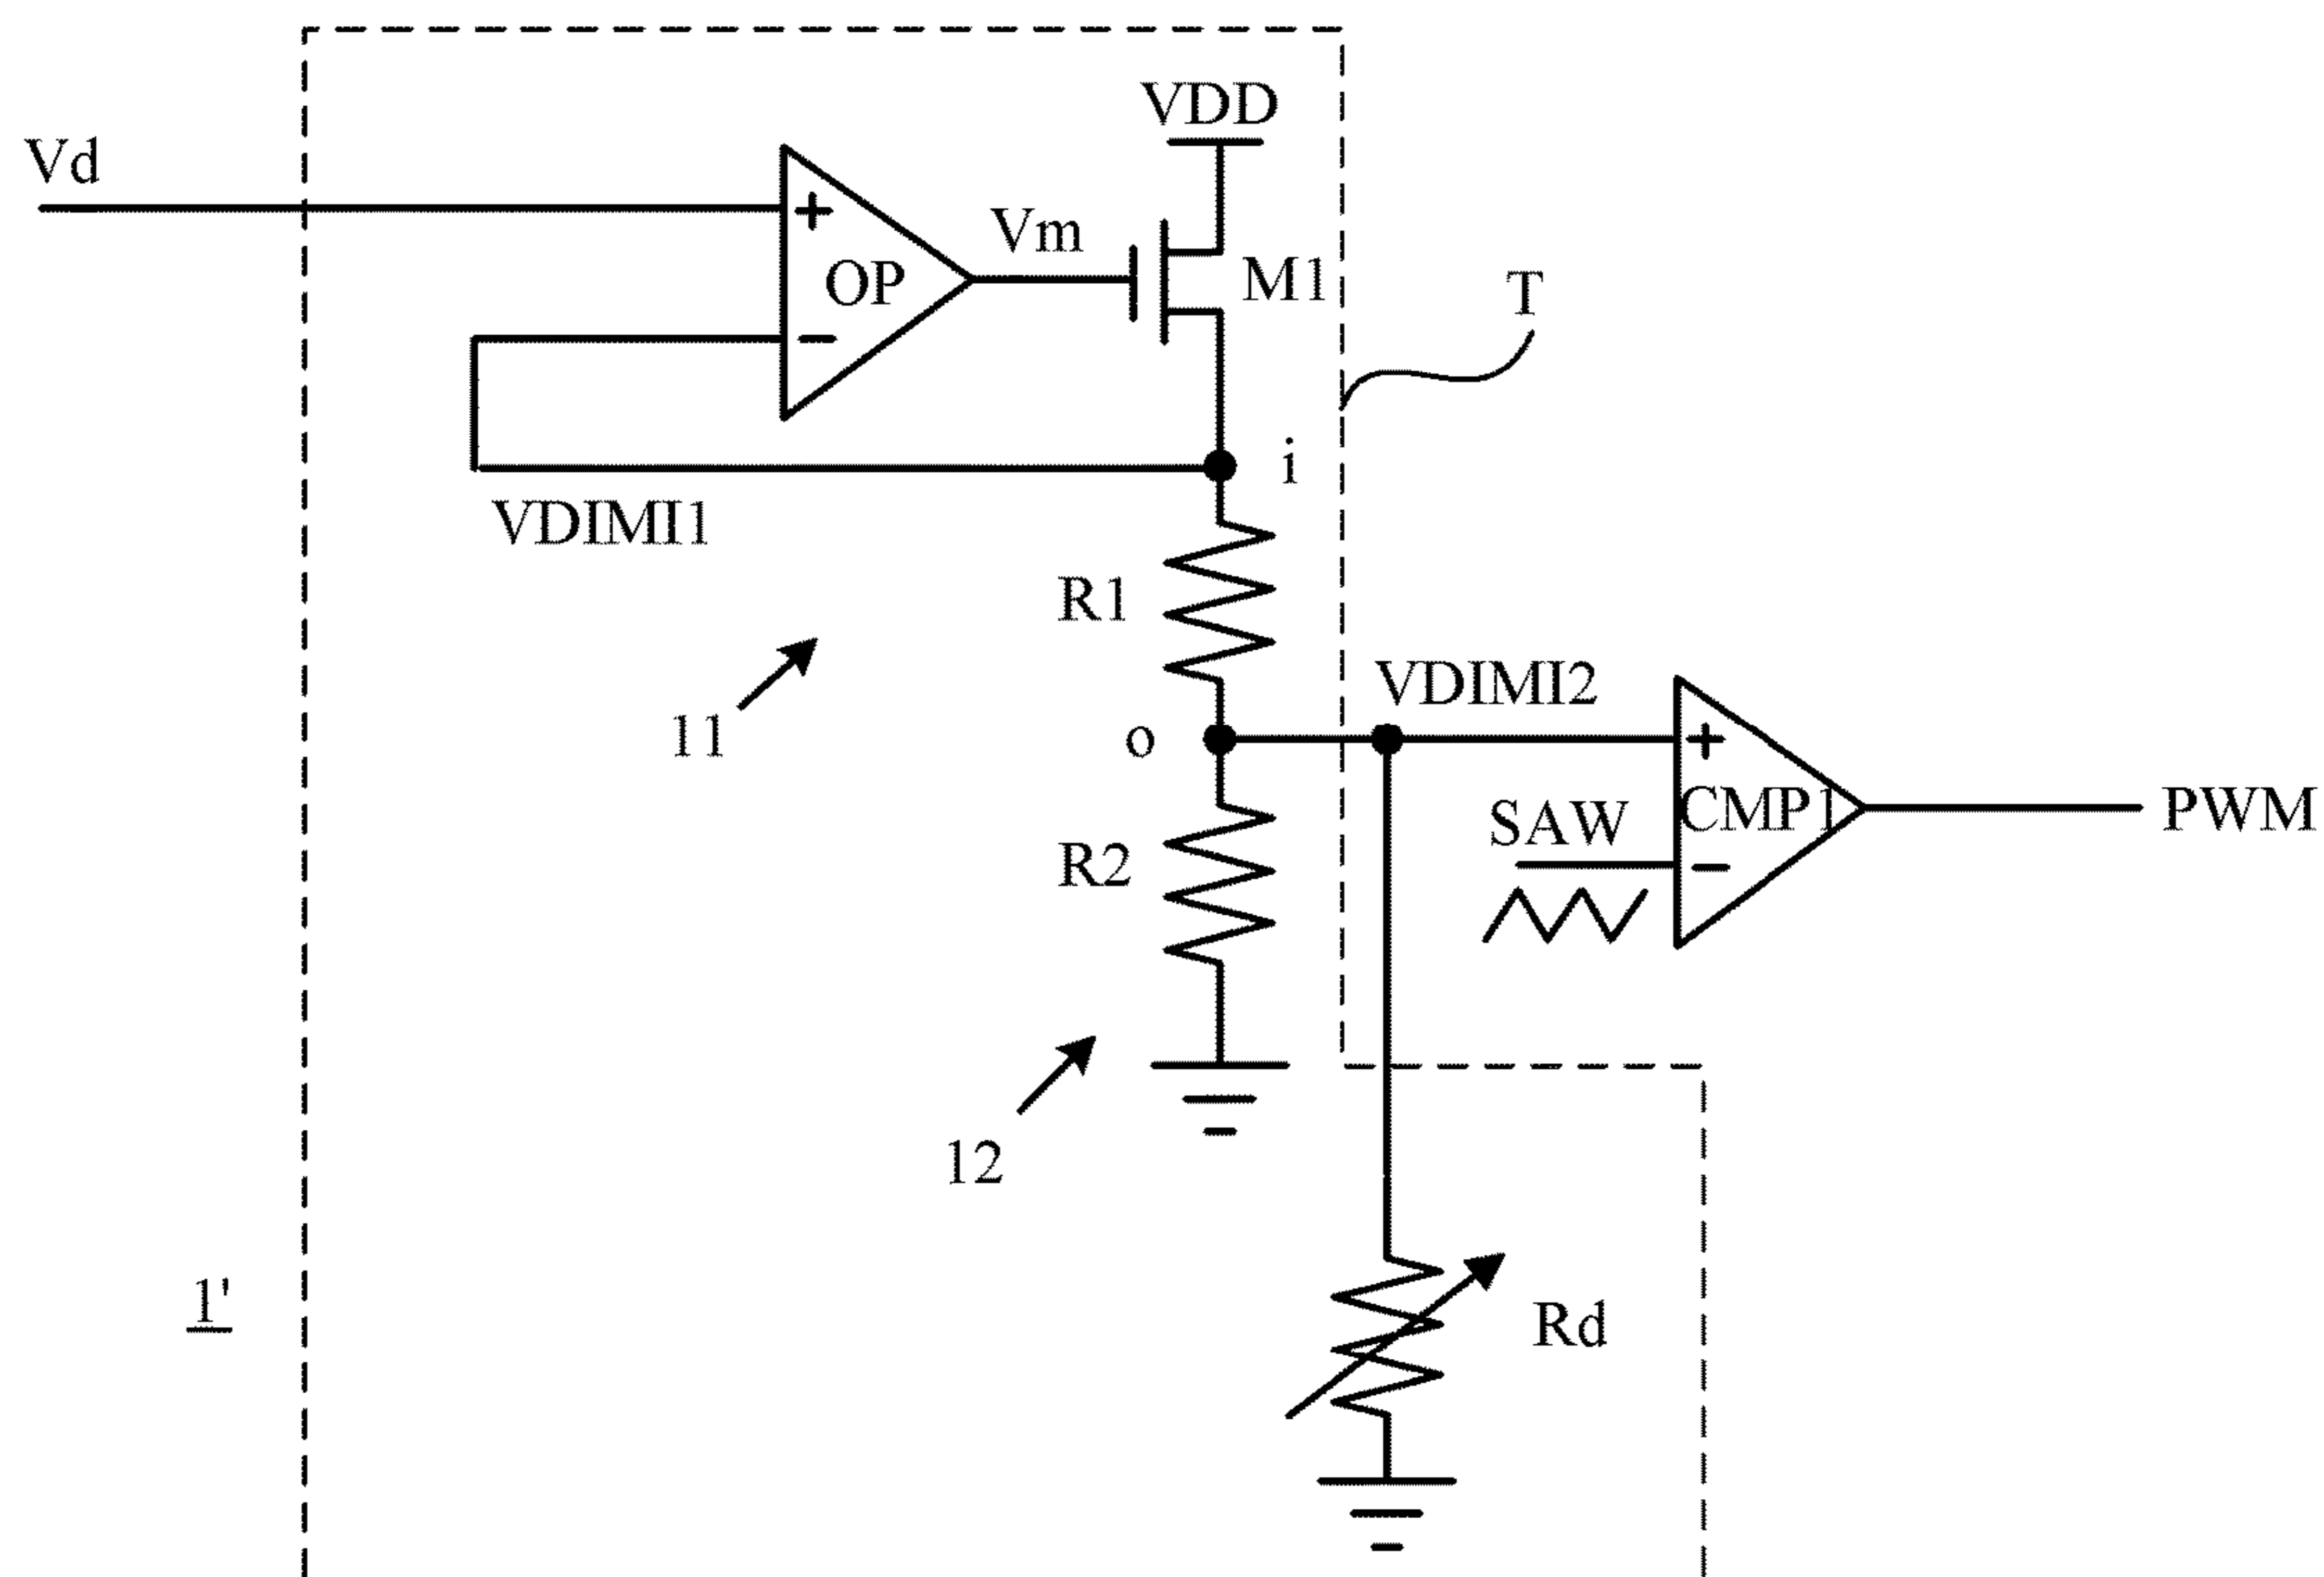 VDD
Vd
+
OP
Vm
M1
T
−
i
VDIMI1
R1
VDIMI2
11
o
+
SAW
CMP1
PWM
R2
−
12
1'
Rd